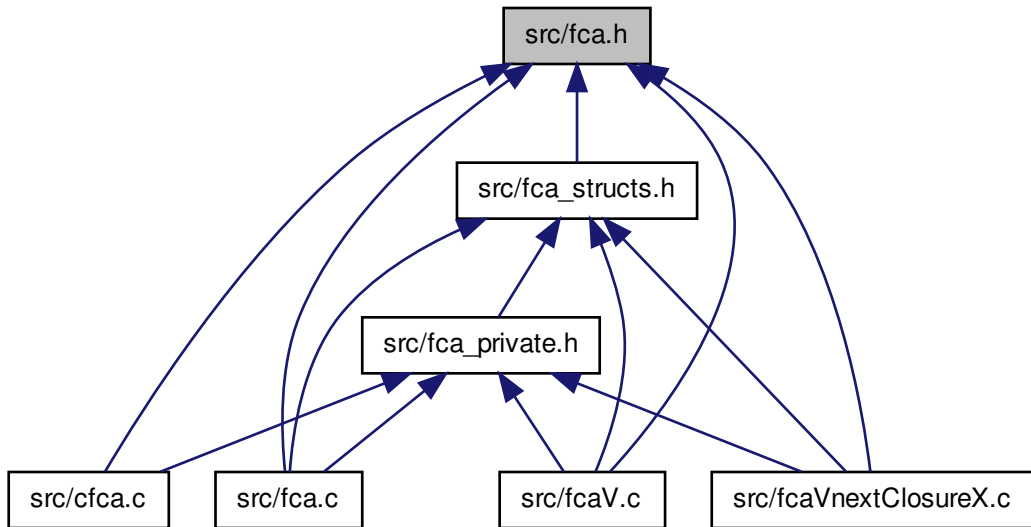 src/fca.h
src/fca_structs.h
src/fca_private.h
src/cfca.c
src/fca.c
src/fcaV.c
src/fcaVnextClosureX.c